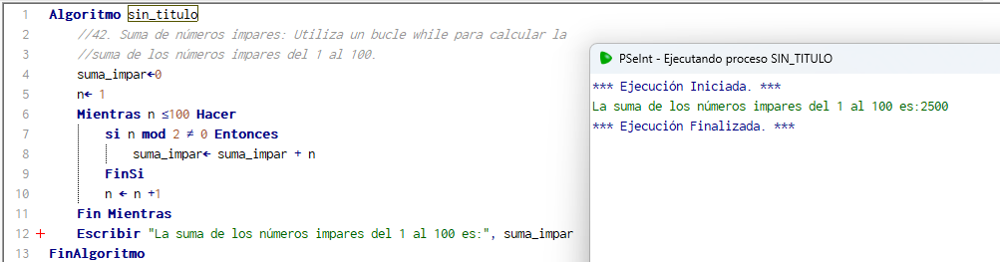 1 Algoritmo sin_titulo
2 //42. Suma de números impares: Utiliza un bucle while para calcular la
3 //suma de los números impares del 1 al 100.
4 suma_impar←0
5 n← 1
6 Mientras n ≤100 Hacer
7 si n mod 2 ≠ 0 Entonces
8 suma_impar← suma_impar + n
9 FinSi
10 n ← n +1
11 Fin Mientras
12 + Escribir "La suma de los números impares del 1 al 100 es:", suma_impar
13 FinAlgoritmo
PSeInt - Ejecutando proceso SIN_TITULO
*** Ejecución Iniciada. ***
La suma de los números impares del 1 al 100 es:2500
*** Ejecución Finalizada. ***